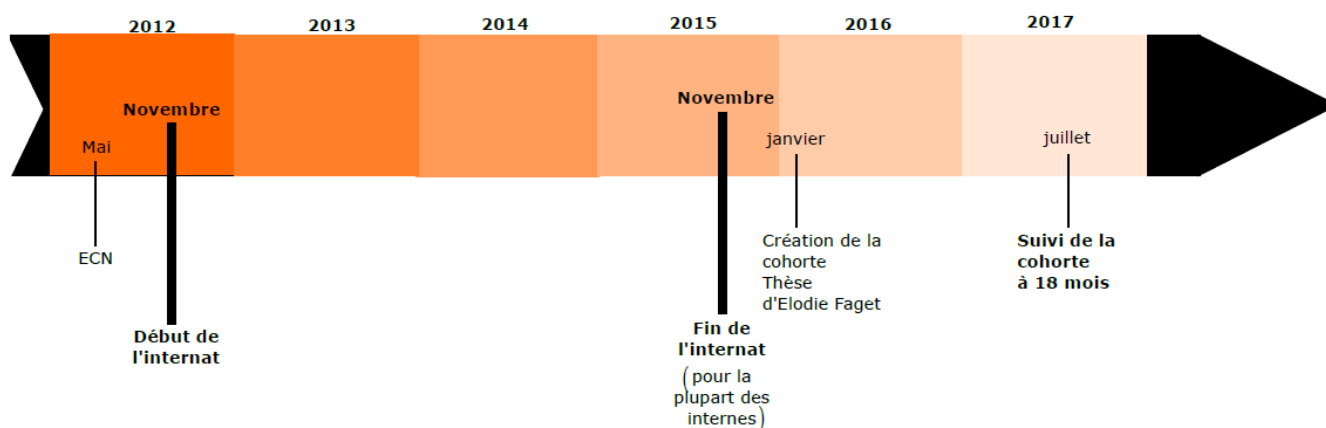 2012
2013
2014
2015
2016
2017
Novembre
Mai
ECN
Début de
l'internat
Novembre
Fin de
l'internat
(pour la
plupart des
internes)
janvier
Création de la
cohorte
Thèse
d'Elodie Faget
juillet
Suivi de la
cohorte
à 18 mois